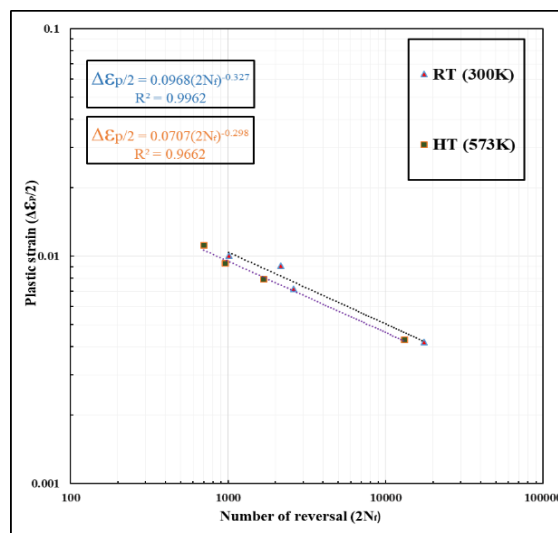 0.1
Δεp/2 = 0.0968(2Nf)-0.327
R² = 0.9962
Δεp/2 = 0.0707(2Nf)-0.298
R² = 0.9662
RT (300K)
HT (573K)
Plastic strain (Δεp/2)
0.01
0.001
100
1000
10000
100000
Number of reversal (2Nf)